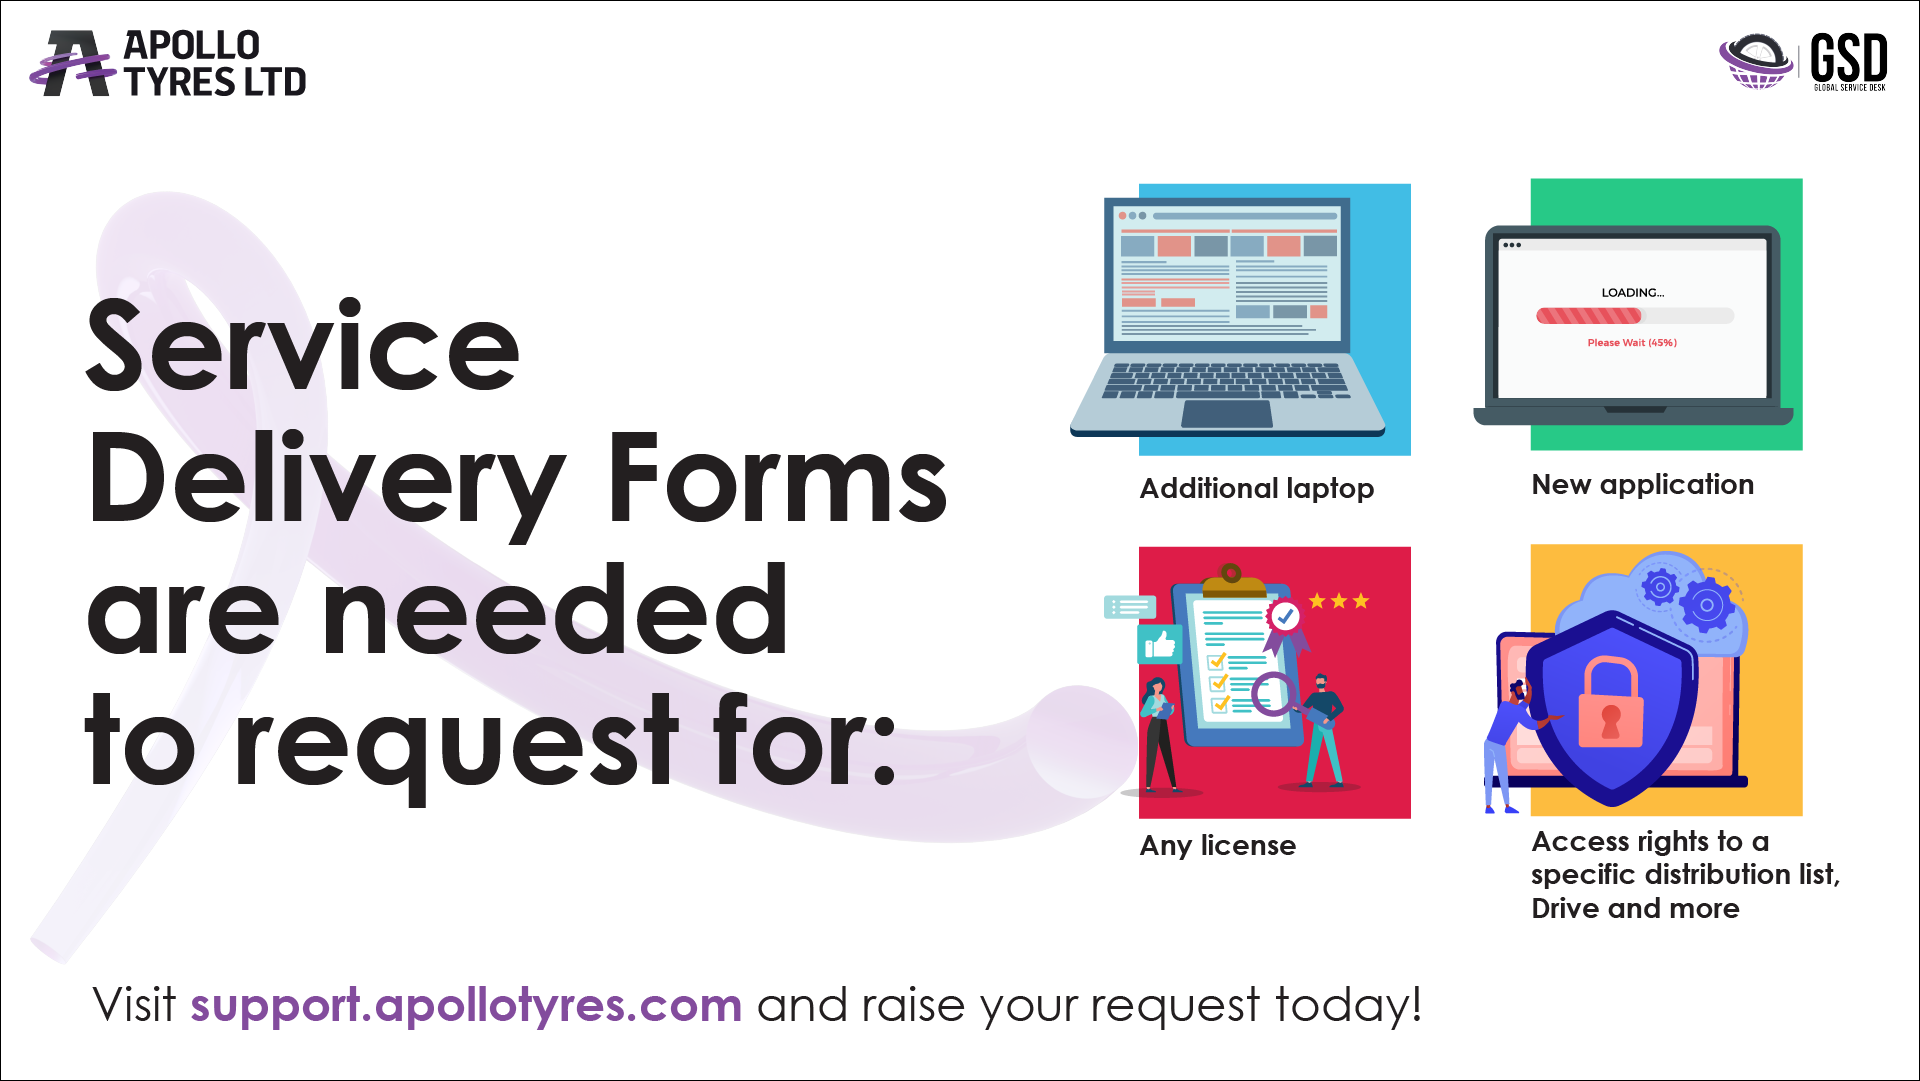 APOLLO
TYRES LTD
GSD
GLOBAL SERVICE DESK
Service
Delivery Forms
are needed
to request for:
Additional laptop
LOADING...
Please Wait (45%)
New application
Any license
Access rights to a
specific distribution list,
Drive and more
Visit support.apollotyres.com and raise your request today!